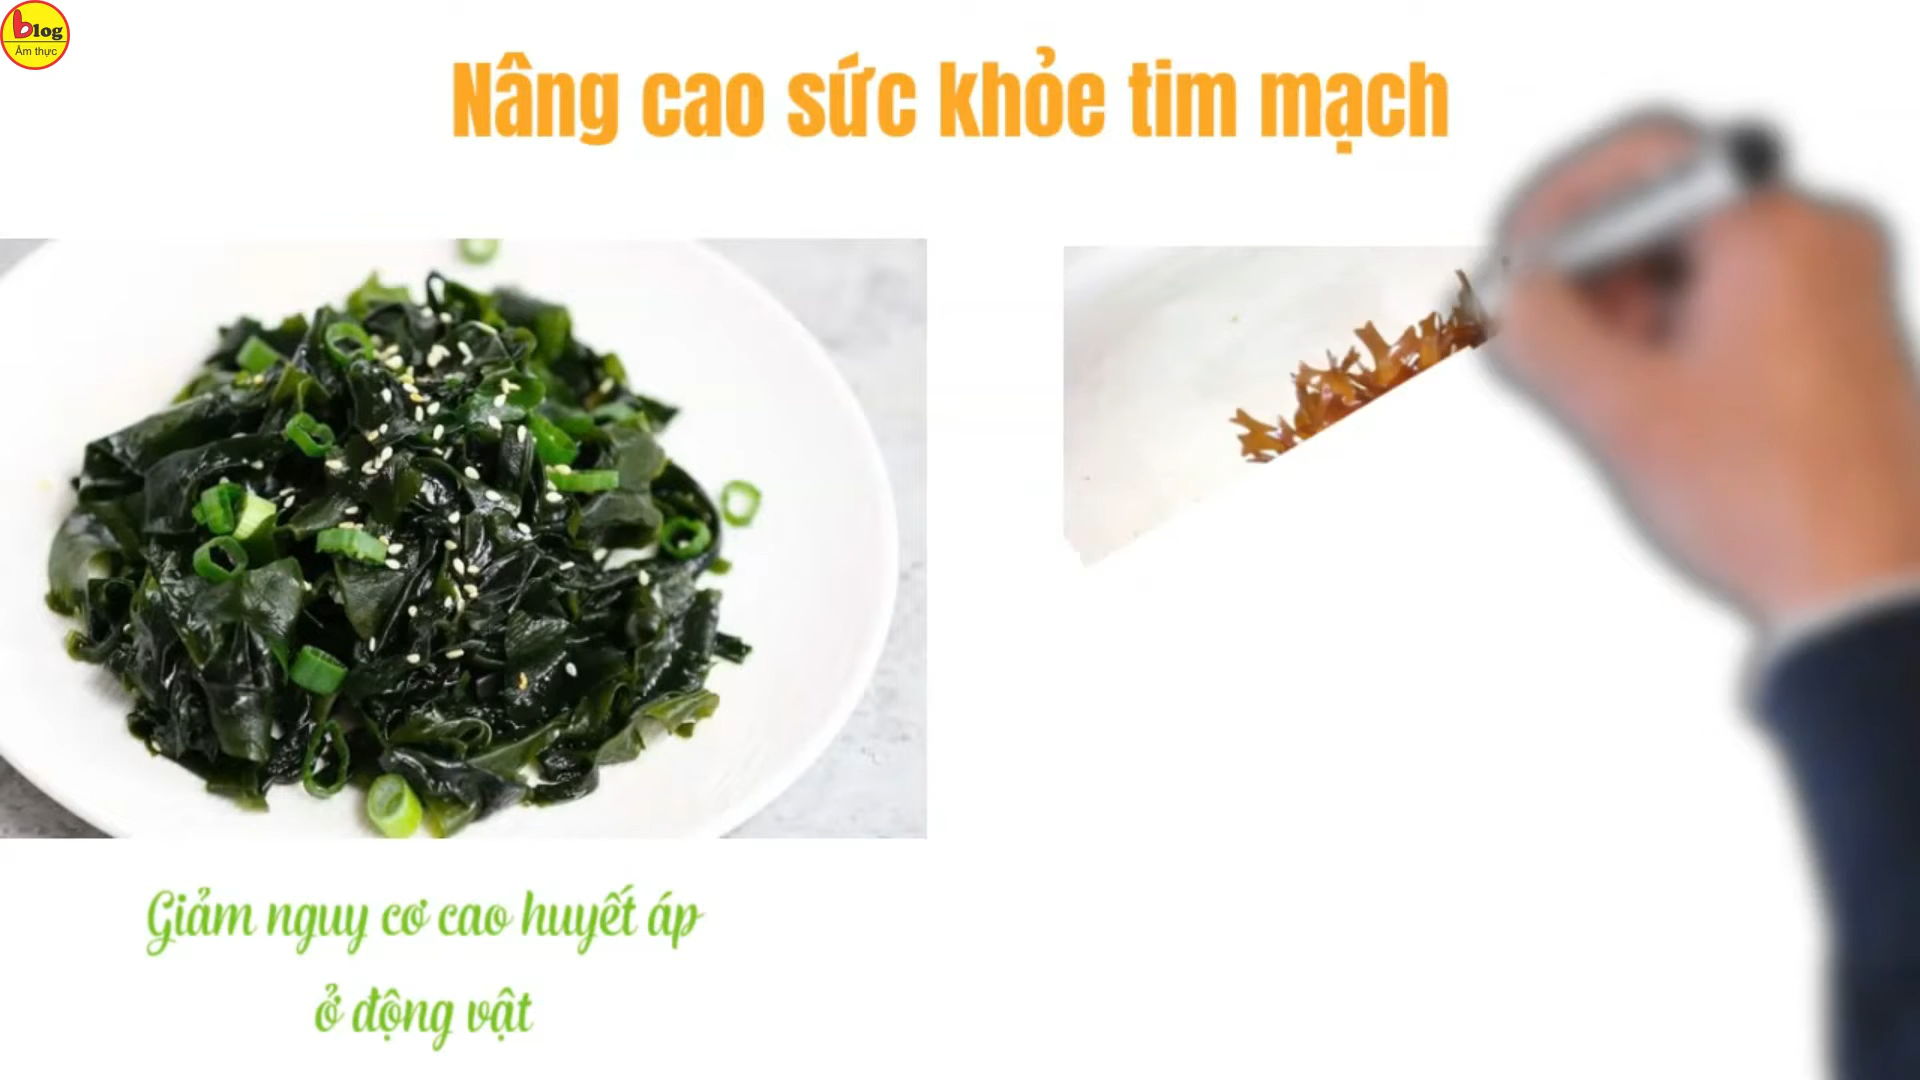 blog
Ẩm thực
Nâng cao sức khỏe tim mạch
Giảm nguy cơ cao huyết áp
ở động vật